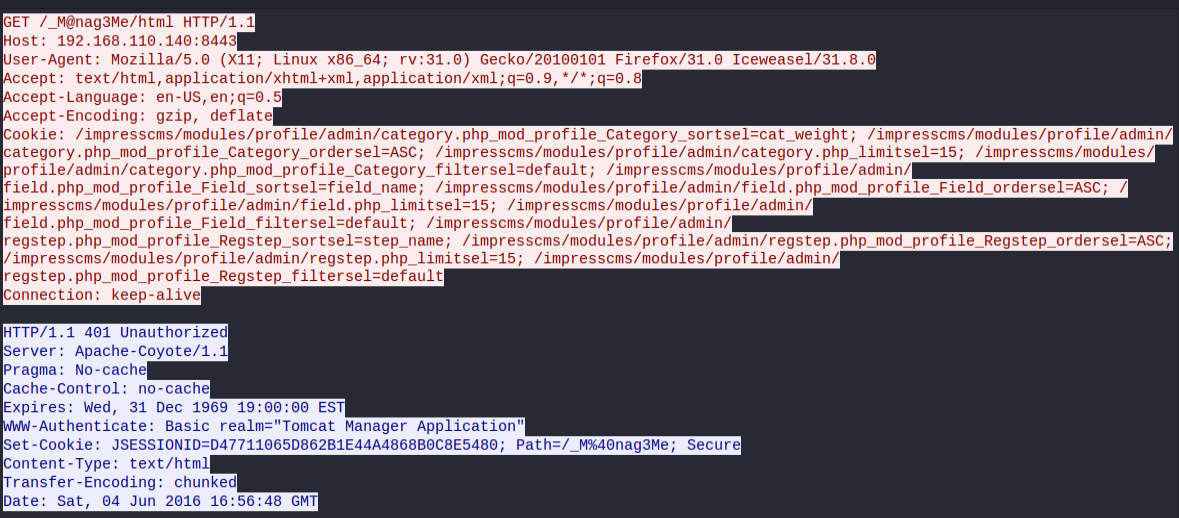 GET /_M@nag3Me/html HTTP/1.1
Host: 192.168.110.140:8443
User-Agent: Mozilla/5.0 (X11; Linux x86_64; rv:31.0) Gecko/20100101 Firefox/31.0 Iceweasel/31.8.0
Accept: text/html,application/xhtml+xml,application/xml;q=0.9,*/*;q=0.8
Accept-Language: en-US,en;q=0.5
Accept-Encoding: gzip, deflate
Cookie: /impresscms/modules/profile/admin/category.php_mod_profile_Category_sortsel=cat_weight; /impresscms/modules/profile/admin/
category.php_mod_profile_Category_ordersel=ASC; /impresscms/modules/profile/admin/category.php_limitsel=15; /impresscms/modules/
profile/admin/category.php_mod_profile_Category_filtersel=default; /impresscms/modules/profile/admin/
field.php_mod_profile_Field_sortsel=field_name; /impresscms/modules/profile/admin/field.php_mod_profile_Field_ordersel=ASC; /
impresscms/modules/profile/admin/field.php_limitsel=15; /impresscms/modules/profile/admin/
field.php_mod_profile_Field_filtersel=default; /impresscms/modules/profile/admin/
regstep.php_mod_profile_Regstep_sortsel=step_name; /impresscms/modules/profile/admin/regstep.php_mod_profile_Regstep_ordersel=ASC;
/impresscms/modules/profile/admin/regstep.php_limitsel=15; /impresscms/modules/profile/admin/
regstep.php_mod_profile_Regstep_filtersel=default
Connection: keep-alive

HTTP/1.1 401 Unauthorized
Server: Apache-Coyote/1.1
Pragma: No-cache
Cache-Control: no-cache
Expires: Wed, 31 Dec 1969 19:00:00 EST
WWW-Authenticate: Basic realm="Tomcat Manager Application"
Set-Cookie: JSESSIONID=D47711065D862B1E44A4868B0C8E5480; Path=/_M%40nag3Me; Secure
Content-Type: text/html
Transfer-Encoding: chunked
Date: Sat, 04 Jun 2016 16:56:48 GMT